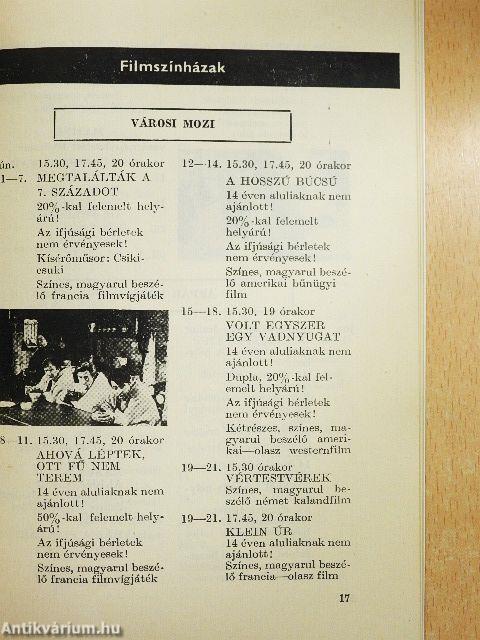 Filmszínházak
VÁROSI MOZI
ún. 15.30, 17.45, 20 órakor
1—7. MEGTALÁLTÁK A
7. SZÁZADOT
20%-kal felemelt hely-
árú!
Az ifjúsági bérletek
nem érvényesek!
Kísérőműsor: Csiki-
csuki
Színes, magyarul beszé-
lő francia filmvígjáték
8—11. 15.30, 17.45, 20 órakor
AHOVÁ LÉPTEK,
OTT FŰ NEM
TEREM
14 éven aluliaknak nem
ajánlott!
50%-kal felemelt hely-
árú!
Az ifjúsági bérletek
nem érvényesek!
Színes, magyarul beszé-
lő francia filmvígjáték
12—14. 15.30, 17.45, 20 órakor
A HOSSZÚ BÚCSÚ
14 éven aluliaknak nem
ajánlott!
20%-kal felemelt
helyárú!
Az ifjúsági bérletek
nem érvényesek!
Színes, magyarul beszé-
lő amerikai bűnügyi
film
15—18. 15.30, 19 órakor
VOLT EGYSZER
EGY VADNYUGAT
14 éven aluliaknak nem
ajánlott!
Dupla, 20%-kal fel-
emelt helyárú!
Az ifjúsági bérletek
nem érvényesek!
Kétrészes, színes, ma-
gyarul beszélő ameri-
kai—olasz westernfilm
19—21. 15,30 órakor
VÉRTESTVÉREK
Színes, magyarul be-
szélő német kalandfilm
19—21. 17.45, 20 órakor
KLEIN ÚR
14 éven aluliaknak nem
ajánlott!
Színes, magyarul beszé-
lő francia—olasz film
17
Antikvárium.hu